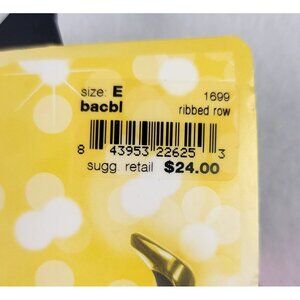 size: E 1699
bacbl ribbed row
8 43953 22625 3
sugg. retail $24.00